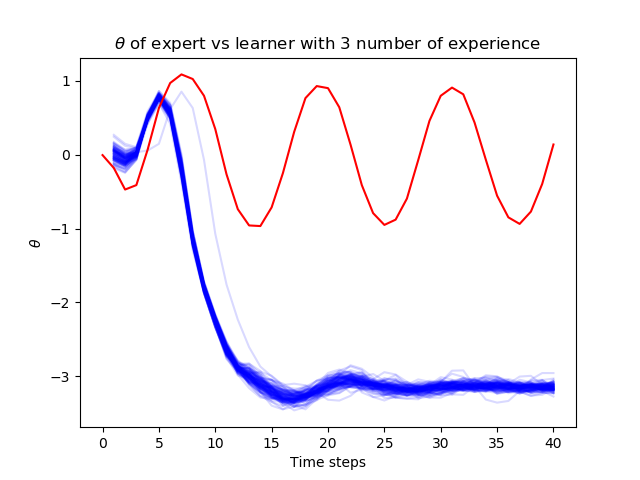 θ of expert vs learner with 3 number of experience
θ
1
0
−1
−2
−3
0 5 10 15 20 25 30 35 40
Time steps